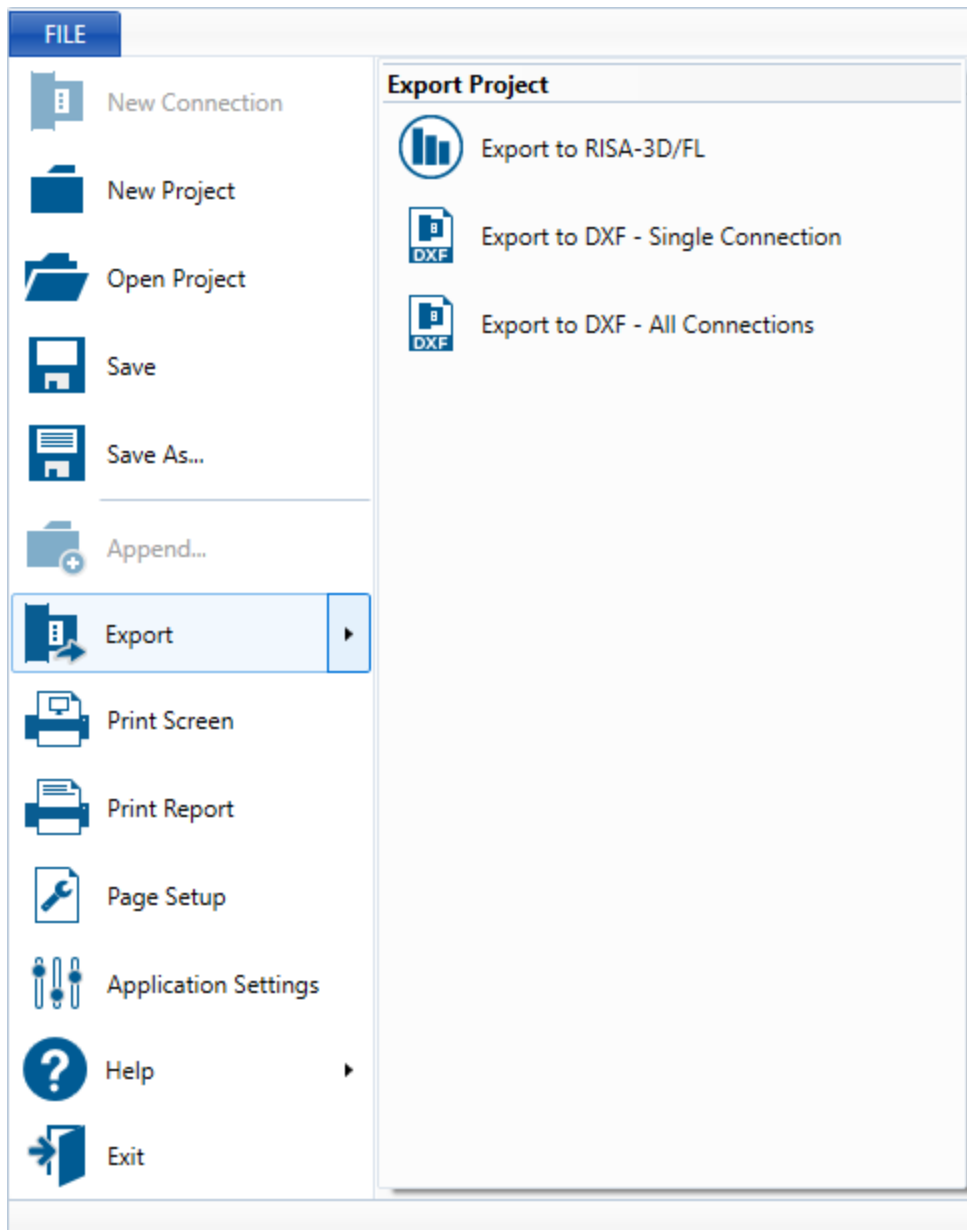 FILE
New Connection
New Project
Open Project
Save
Save As...
Append...
Export
Print Screen
Print Report
Page Setup
Application Settings
Help
Exit
Export Project
Export to RISA-3D/FL
DXF
Export to DXF - Single Connection
DXF
Export to DXF - All Connections